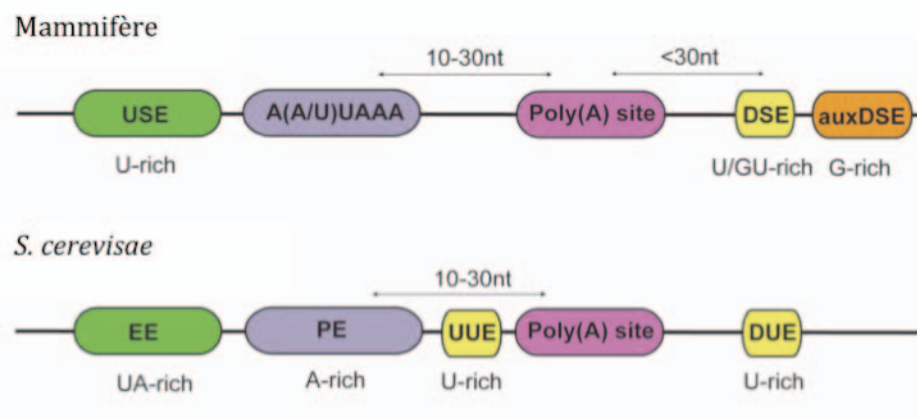 Mammifère
10-30nt
<30nt
USE
A(A/U)UAAA
Poly(A) site
DSE
auxDSE
U-rich
U/GU-rich
G-rich
S. cerevisae
10-30nt
EE
PE
UUE
Poly(A) site
DUE
UA-rich
A-rich
U-rich
U-rich